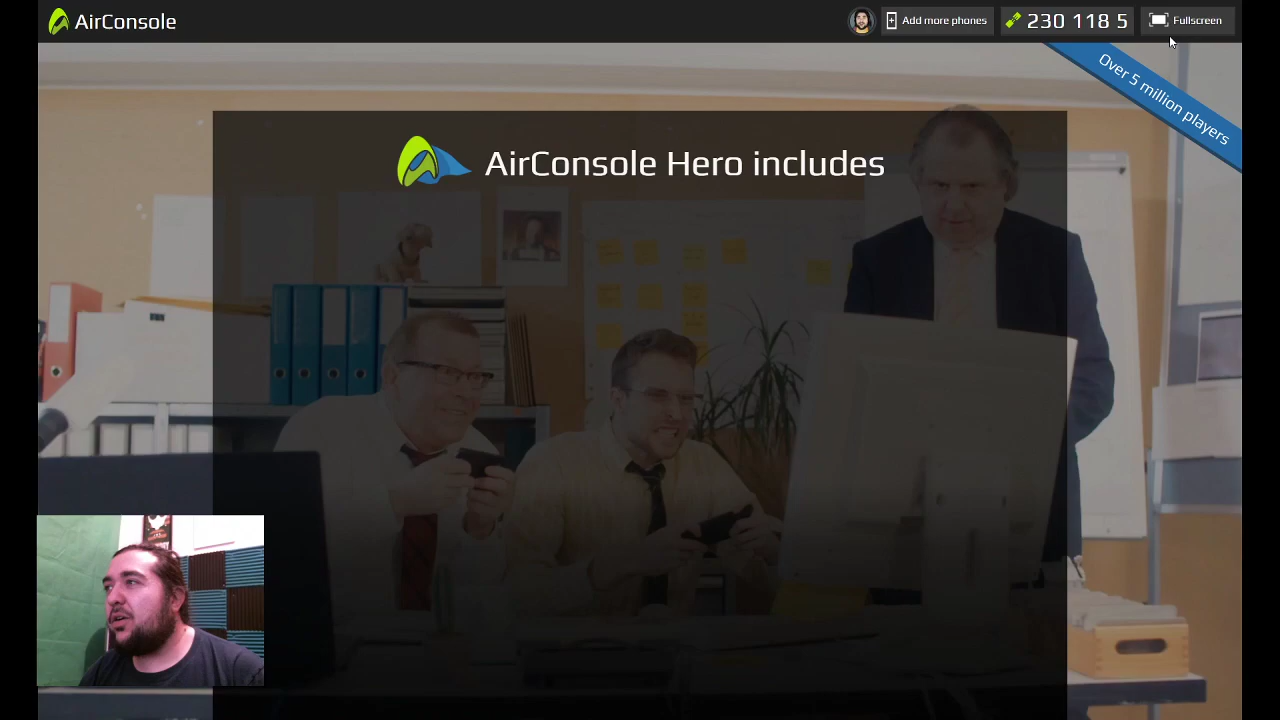 AirConsole
Add more phones
230 118 5
Fullscreen
Over 5 million players
AirConsole Hero includes